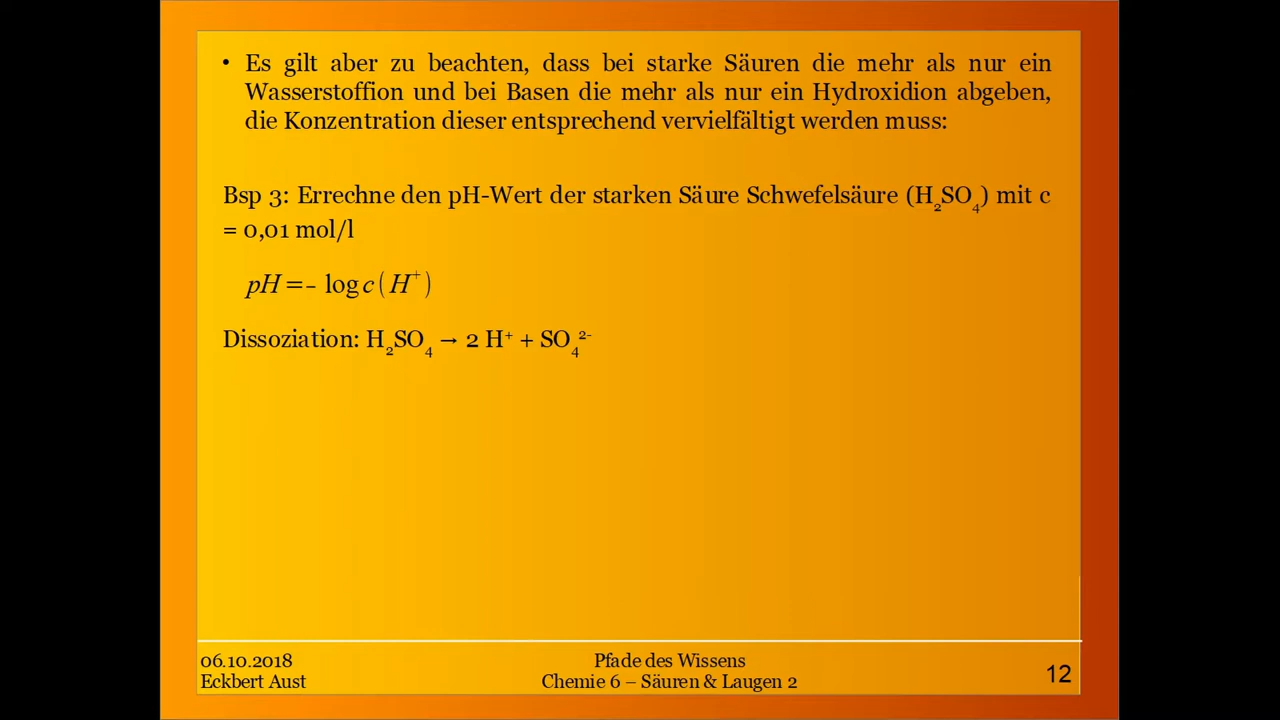 • Es gilt aber zu beachten, dass bei starke Säuren die mehr als nur ein
Wasserstoffion und bei Basen die mehr als nur ein Hydroxidion abgeben,
die Konzentration dieser entsprechend vervielfältigt werden muss:
Bsp 3: Errechne den pH-Wert der starken Säure Schwefelsäure (H₂SO₄) mit c
= 0,01 mol/l
pH = – log c ( H⁺ )
Dissoziation: H₂SO₄ → 2 H⁺ + SO₄²⁻
06.10.2018
Eckbert Aust
Pfade des Wissens
Chemie 6 – Säuren & Laugen 2
12